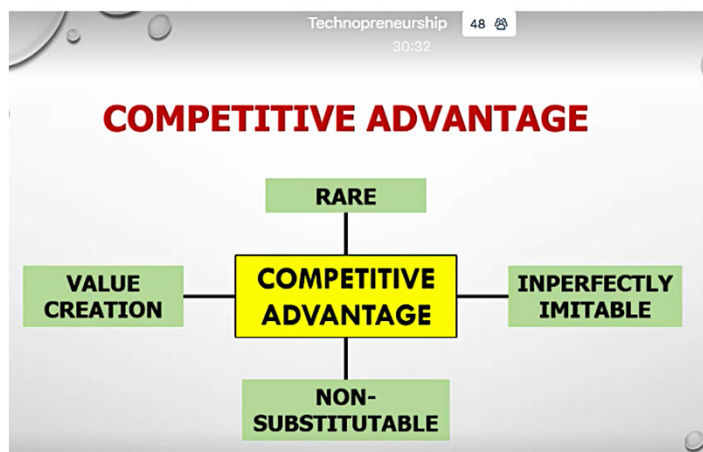 Technopreneurship 48
30:32
COMPETITIVE ADVANTAGE
RARE
VALUE
CREATION
COMPETITIVE
ADVANTAGE
INPERFECTLY
IMITABLE
NON-
SUBSTITUTABLE